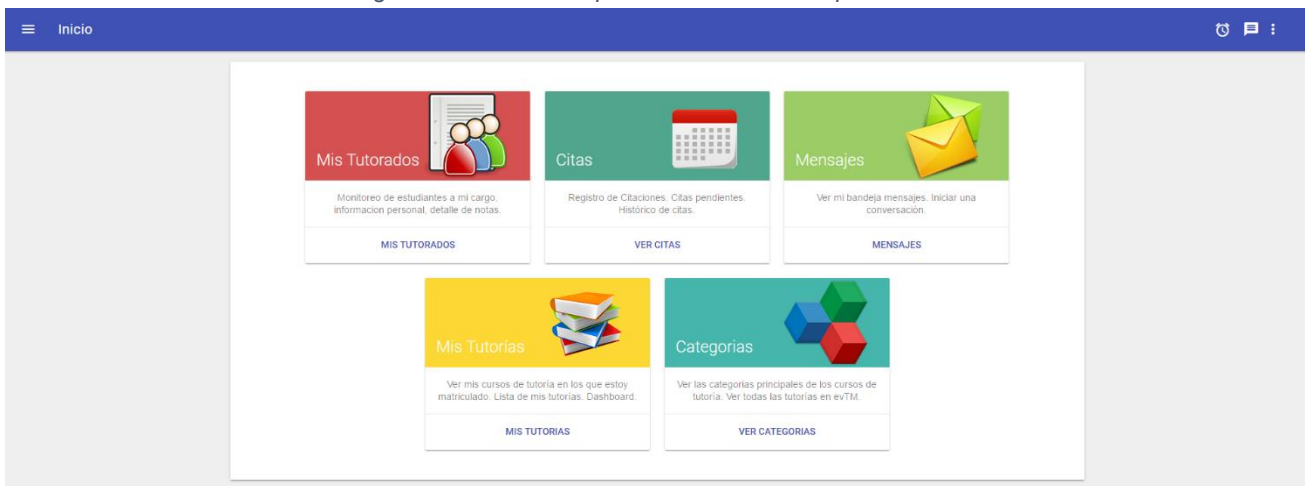 Inicio
Mis Tutorados
Monitoreo de estudiantes a mi cargo,
informacion personal, detalle de notas.
MIS TUTORADOS
Citas
Registro de Citaciones. Citas pendientes.
Histórico de citas.
VER CITAS
Mensajes
Ver mi bandeja mensajes. Iniciar una
conversación.
MENSAJES
Mis Tutorías
Ver mis cursos de tutoría en los que estoy
matriculado. Lista de mis tutorias. Dashboard.
MIS TUTORIAS
Categorias
Ver las categorias principales de los cursos de
tutoría. Ver todas las tutorías en evTM.
VER CATEGORIAS